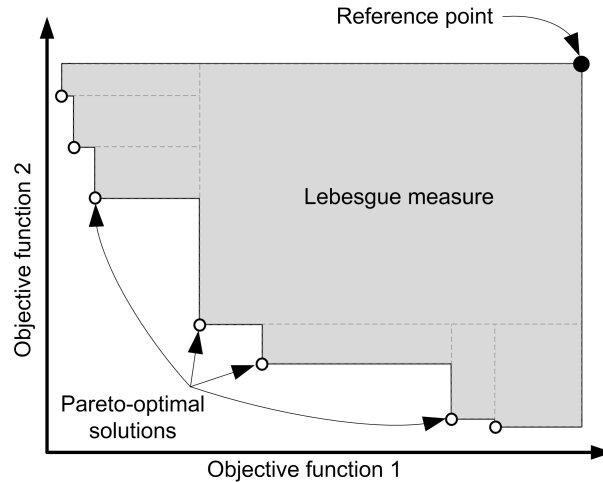 Reference point
Objective function 2
Lebesgue measure
Pareto-optimal
solutions
Objective function 1